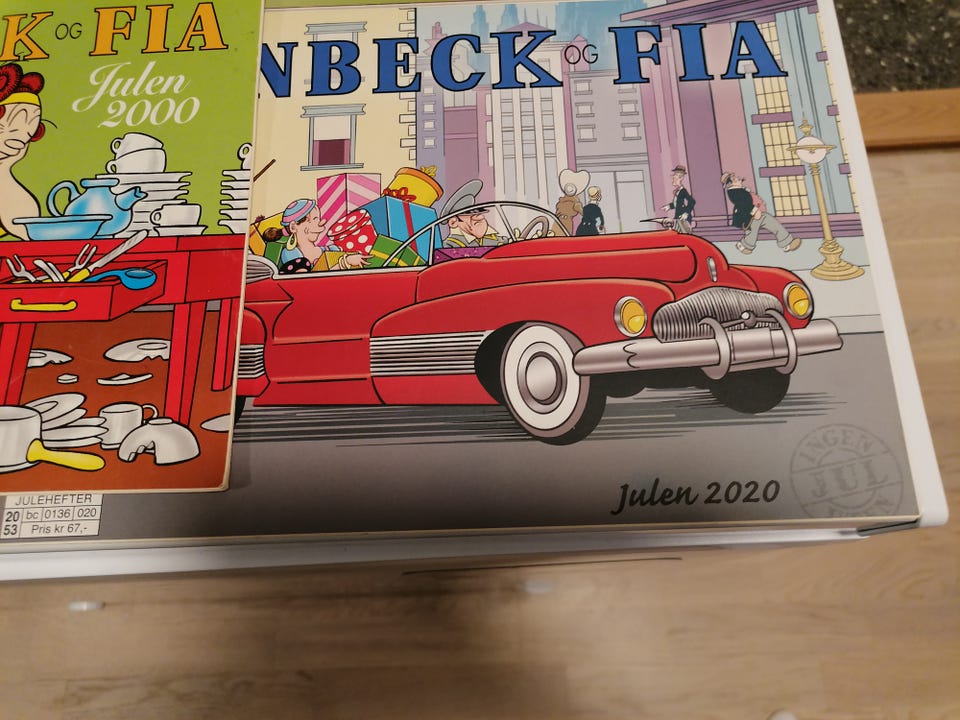 K OG FIA
Julen
2000
NBECK OG FIA
JULEHEFTER
20 bc 0136 020
53 Pris kr 67,-
Julen 2020
INGEN
JUL